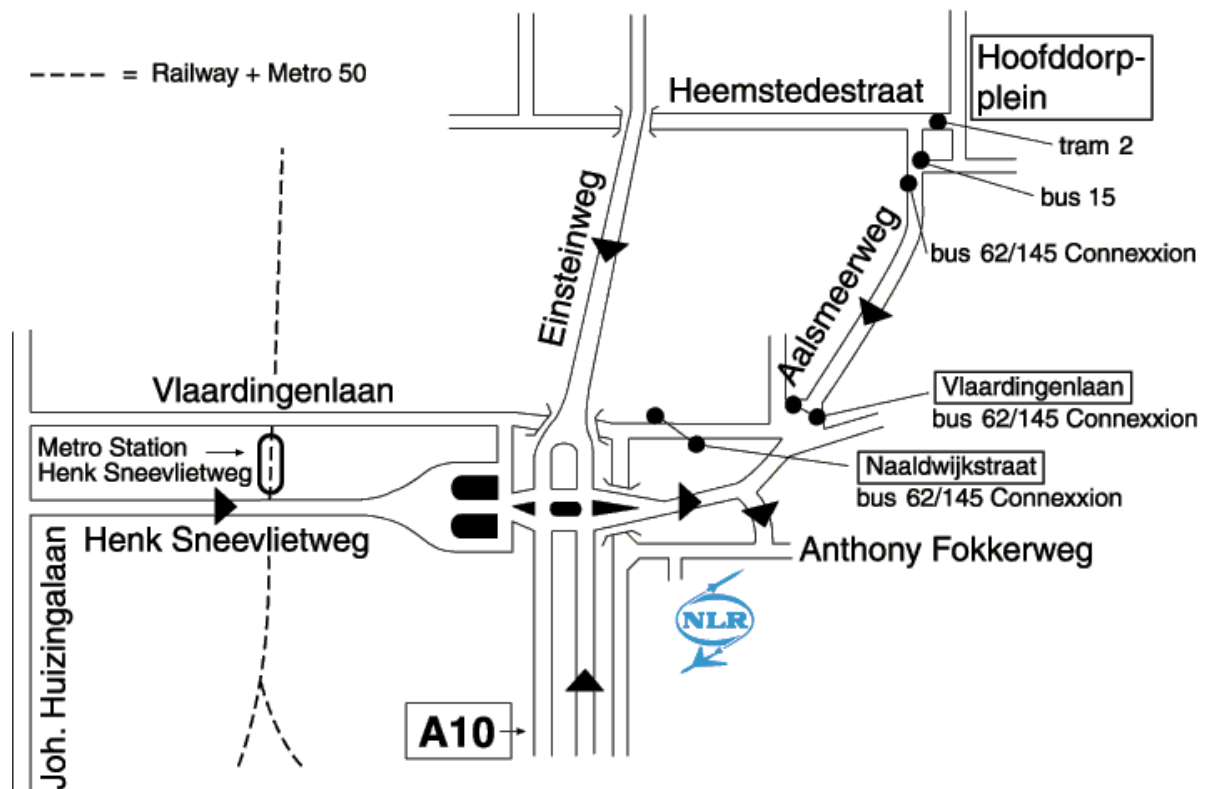 ---- = Railway + Metro 50
Heemstedestraat
Hoofddorp-
plein
tram 2
bus 15
bus 62/145 Connexxion
Einsteinweg
Aalsmeerweg
Vlaardingenlaan
Vlaardingenlaan
bus 62/145 Connexxion
Metro Station
Henk Sneevlietweg
Naaldwijkstraat
bus 62/145 Connexxion
Henk Sneevlietweg
Anthony Fokkerweg
NLR
Joh. Huizingalaan
A10